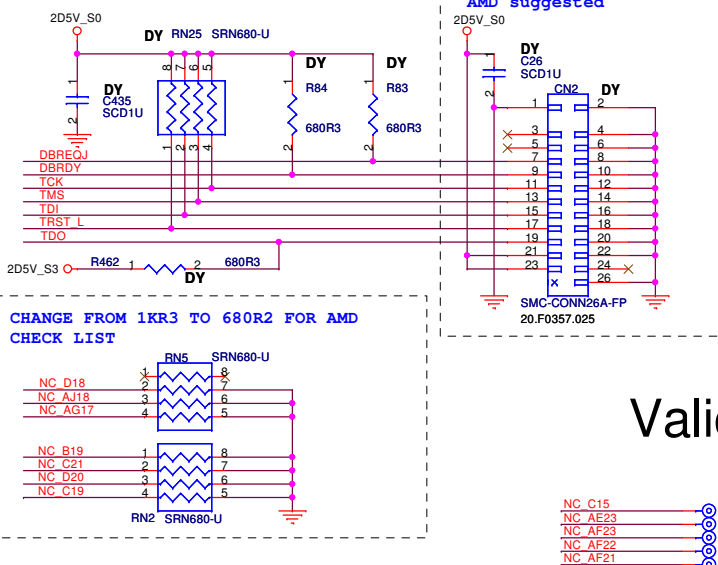 AMD suggested
2D5V_S0
DY RN25 SRN680-U
8 7 6 5
1 2 3 4
1
DY
C435
SCD1U
2
1
DY
R84
680R3
2
1
DY
R83
680R3
2
DBREQJ
DBRDY
TCK
TMS
TDI
TRST_L
TDO
2D5V_S3
R462 1 2 680R3
DY
2D5V_S0
1
DY
C26
SCD1U
2
CN2 DY
1 2
3 4
5 6
7 8
9 10
11 12
13 14
15 16
17 18
19 20
21 22
23 24
26
SMC-CONN26A-FP
20.F0357.025
CHANGE FROM 1KR3 TO 680R2 FOR AMD
CHECK LIST
RN5 SRN680-U
1 8
NC_D18 2 7
NC_AJ18 3 6
NC_AG17 4 5
NC_B19 1 8
NC_C21 2 7
NC_D20 3 6
NC_C19 4 5
RN2 SRN680-U
Vali
NC_C15
NC_AE23
NC_AF23
NC_AF22
NC_AF21